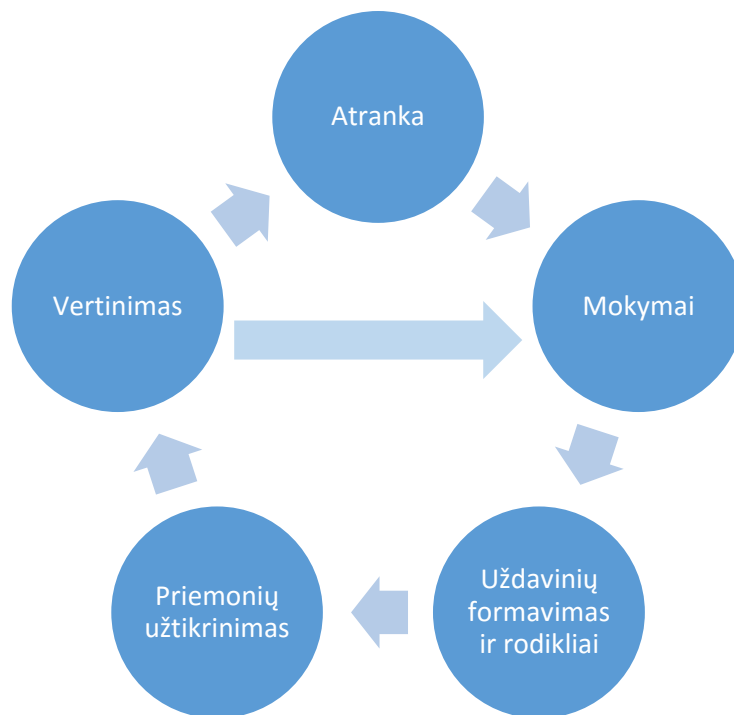 Atranka
Vertinimas
Mokymai
Priemonių
užtikrinimas
Uždavinių
formavimas
ir rodikliai